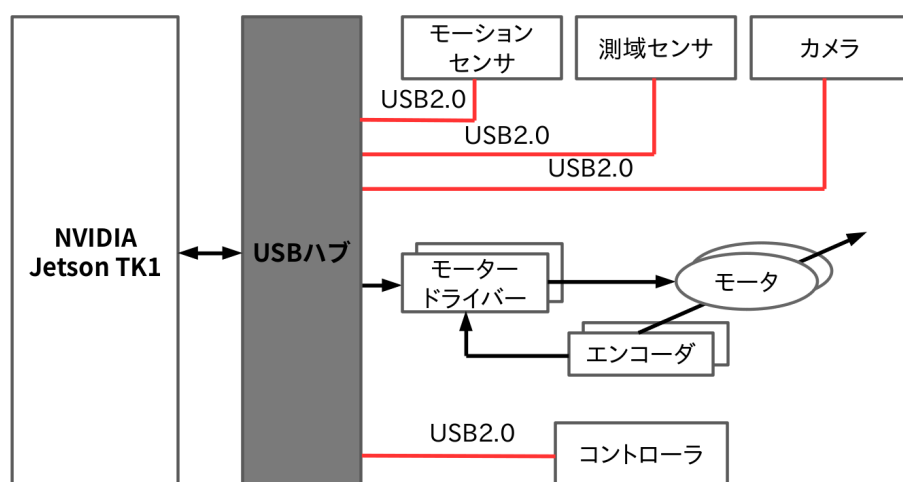 モーション
センサ
測域センサ
カメラ
USB2.0
USB2.0
USB2.0
NVIDIA
Jetson TK1
USBハブ
モーター
ドライバー
モータ
エンコーダ
USB2.0
コントローラ